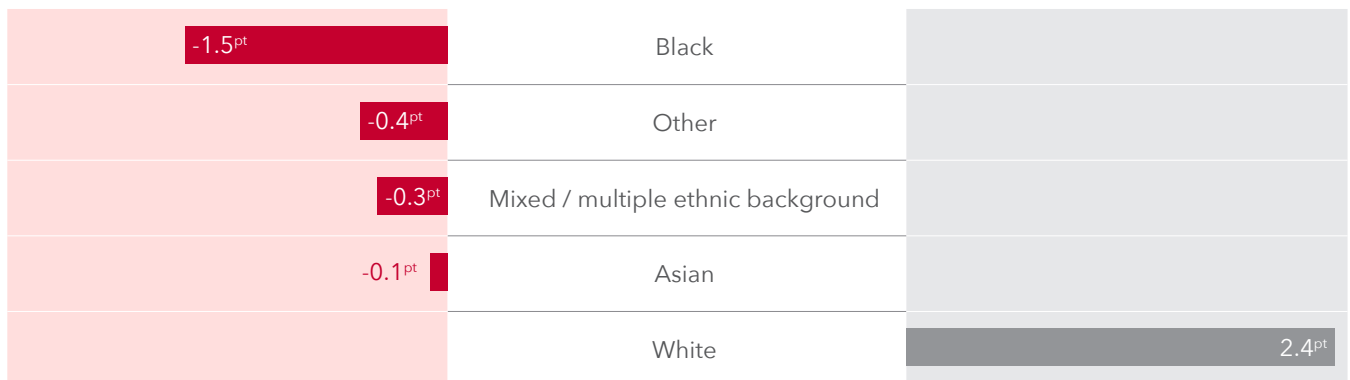 -1.5pt Black
-0.4pt Other
-0.3pt Mixed / multiple ethnic background
-0.1pt Asian
White 2.4pt